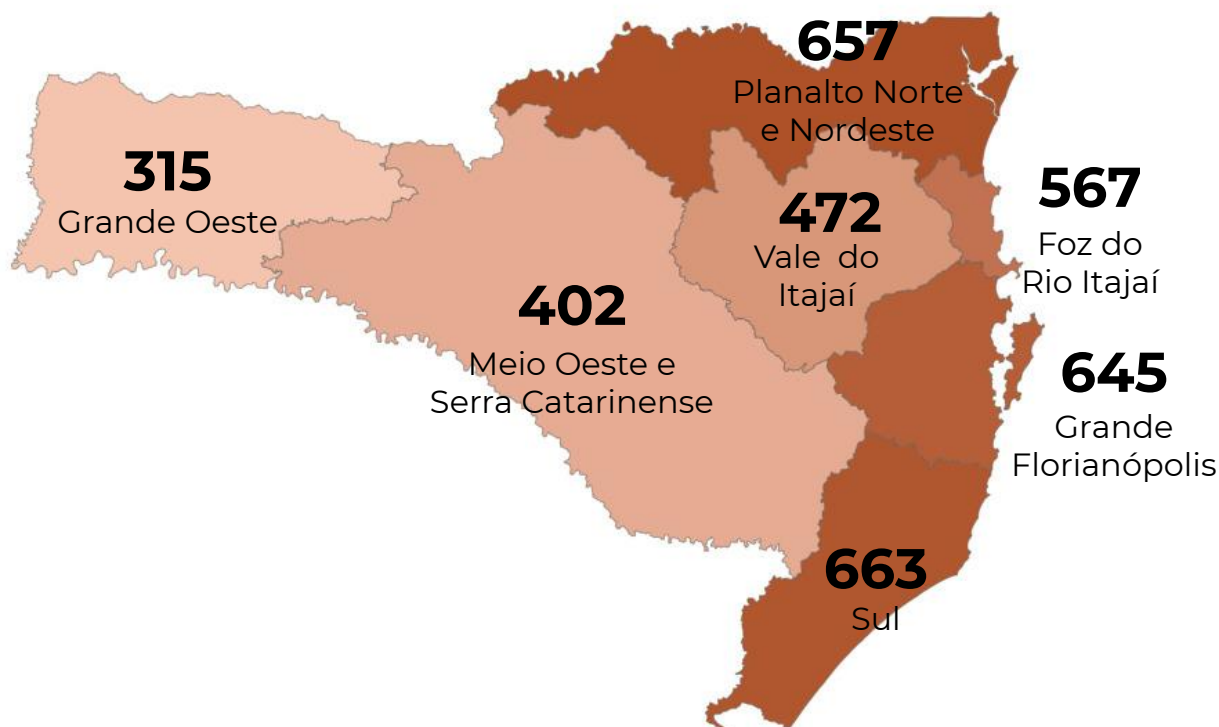 657
Planalto Norte
e Nordeste
315
Grande Oeste
472
Vale do
Itajaí
567
Foz do
Rio Itajaí
402
Meio Oeste e
Serra Catarinense
645
Grande
Florianópolis
663
Sul